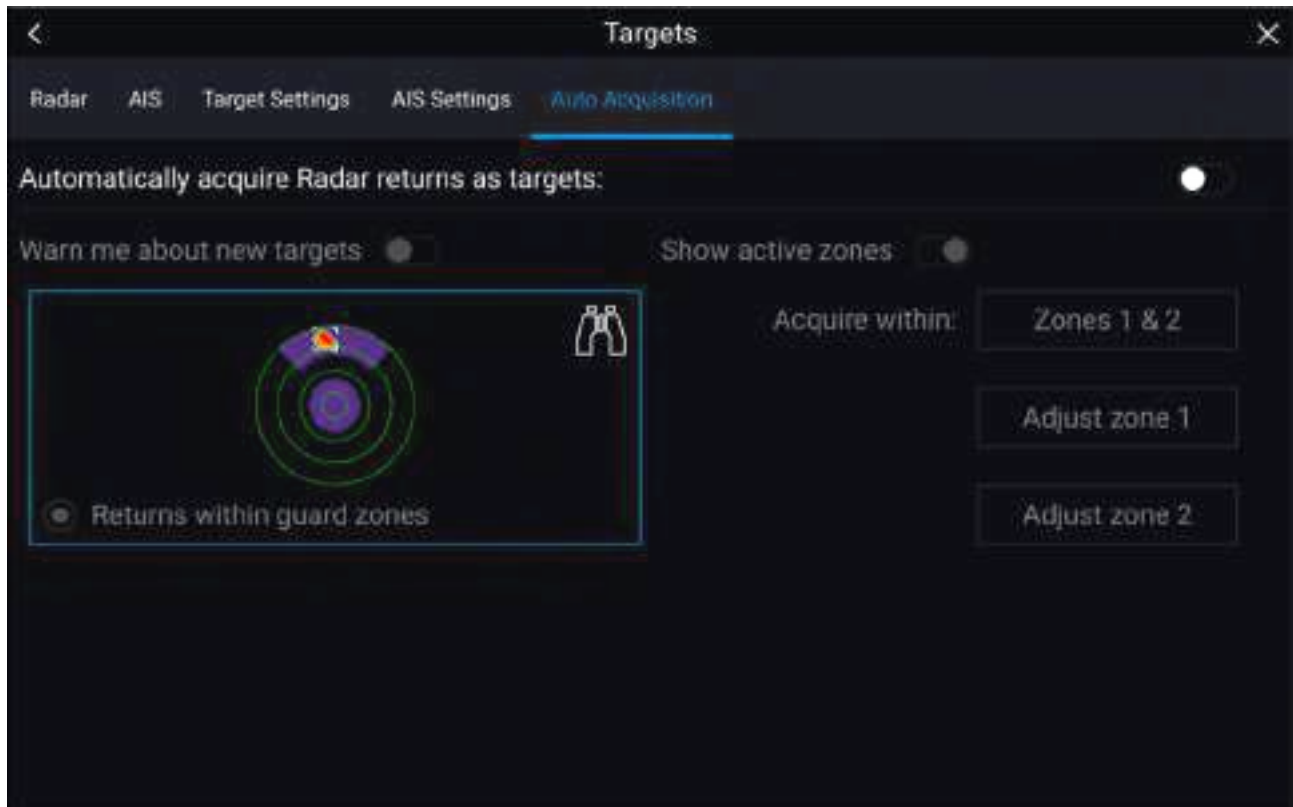 Targets
Radar AIS Target Settings AIS Settings Auto Acquisition
Automatically acquire Radar returns as targets:
Warn me about new targets Show active zones
Acquire within: Zones 1 & 2
Adjust zone 1
Returns within guard zones Adjust zone 2